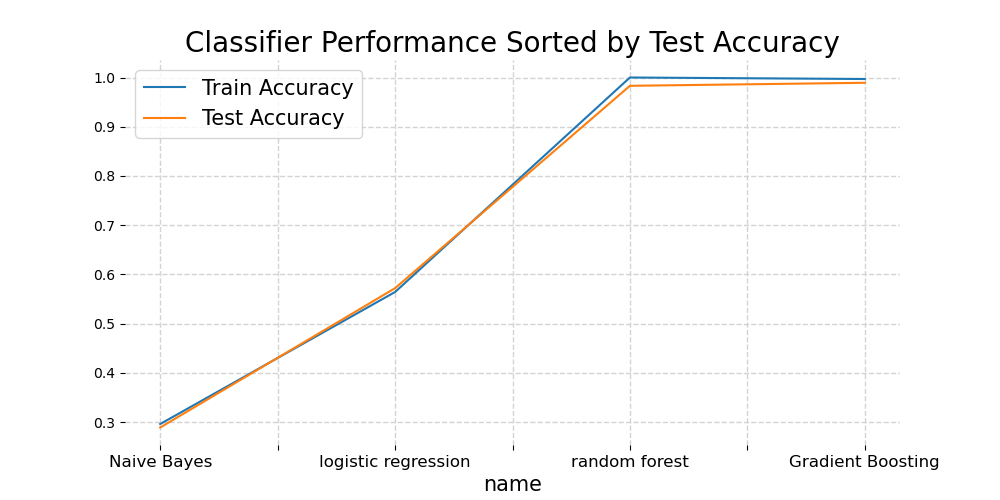 Classifier Performance Sorted by Test Accuracy
Train Accuracy
Test Accuracy
1.0
0.9
0.8
0.7
0.6
0.5
0.4
0.3
Naive Bayes
logistic regression
random forest
Gradient Boosting
name